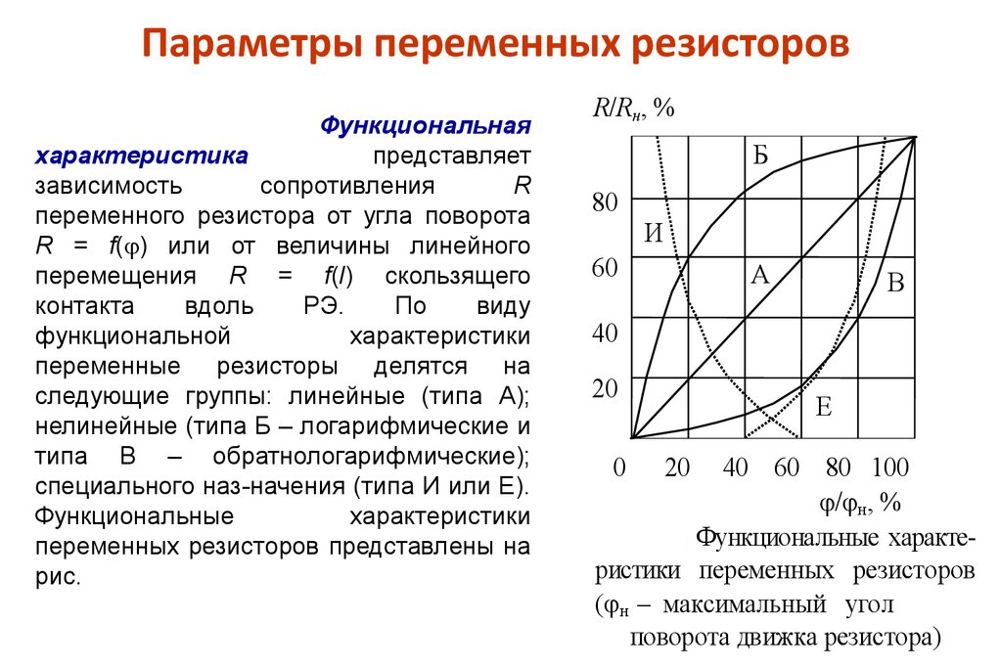 Параметры переменных резисторов
Функциональная
характеристика представляет
зависимость сопротивления R
переменного резистора от угла поворота
R = f(φ) или от величины линейного
перемещения R = f(l) скользящего
контакта вдоль РЭ. По виду
функциональной характеристики
переменные резисторы делятся на
следующие группы: линейные (типа А);
нелинейные (типа Б – логарифмические и
типа В – обратнологарифмические);
специального наз-начения (типа И или Е).
Функциональные характеристики
переменных резисторов представлены на
рис.
R/Rн, %
Б
80
И
60
А
В
40
20
Е
0 20 40 60 80 100
φ/φн, %
Функциональные характе-
ристики переменных резисторов
(φн – максимальный угол
поворота движка резистора)